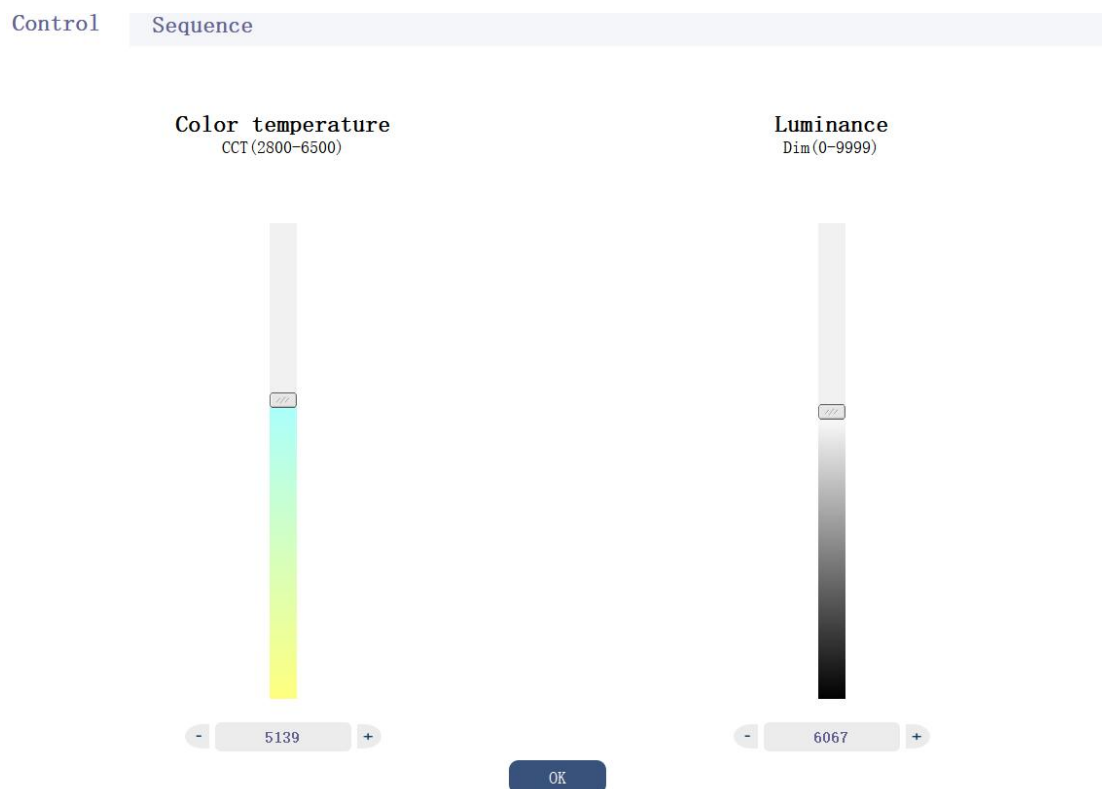 Control Sequence
Color temperature
CCT(2800-6500)
Luminance
Dim(0-9999)
- 5139 +
- 6067 +
OK